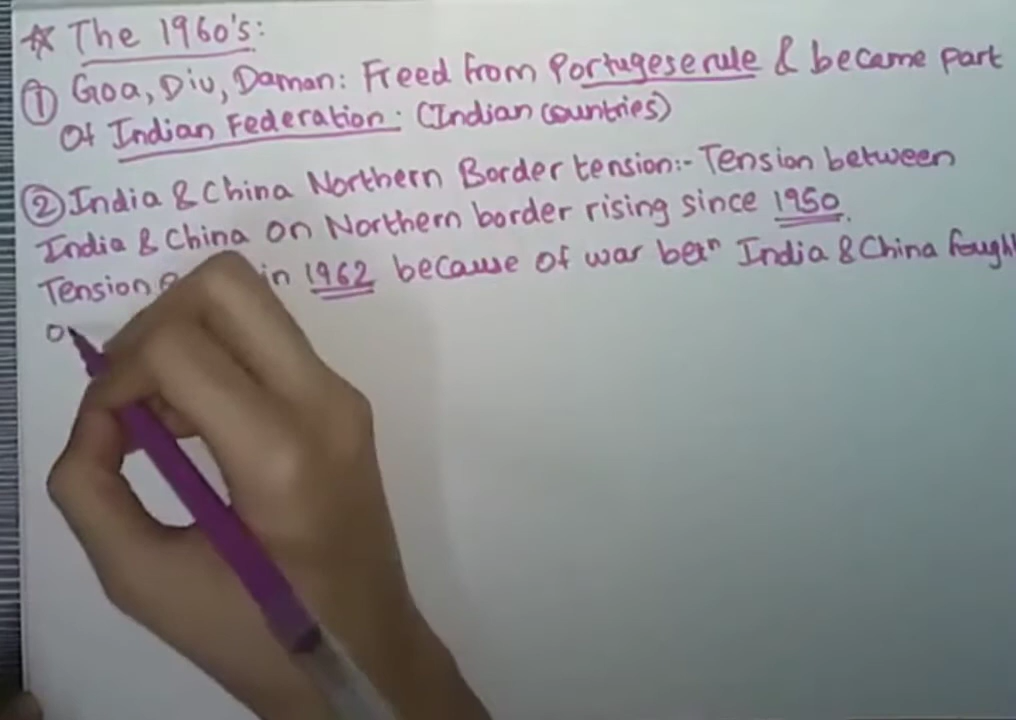 ☆ The 1960's:
① Goa, Diu, Daman: Freed from Portugese rule & became part
Of Indian Federation. (Indian countries)
② India & China Northern Border tension:- Tension between
India & China on Northern border rising since 1950.
Tension in 1962 because of war betn India & China fought